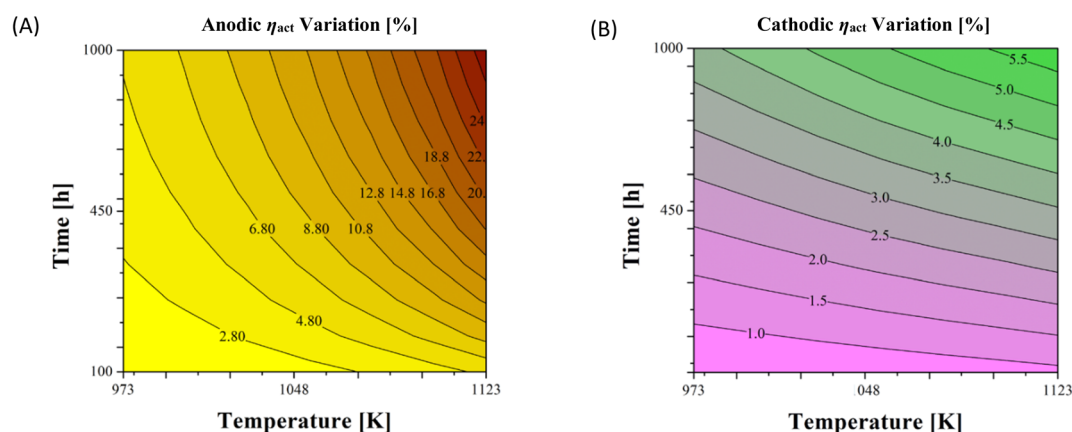 (A)
Anodic ηact Variation [%]
1000
24
22.
18.8
20.
12.8 14.8 16.8
450
6.80 8.80 10.8
4.80
2.80
100
973 1048 1123
Temperature [K]
Time [h]
(B)
Cathodic ηact Variation [%]
1000
5.5
5.0
4.5
4.0
3.5
3.0
450
2.5
2.0
1.5
1.0
973 048 1123
Temperature [K]
Time [h]